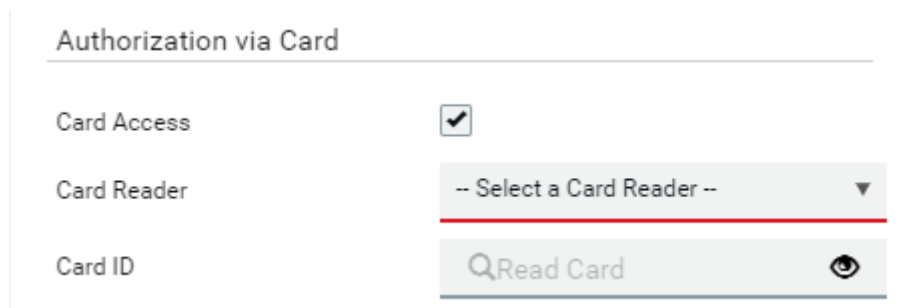 Authorization via Card
Card Access
Card Reader -- Select a Card Reader --
Card ID Read Card